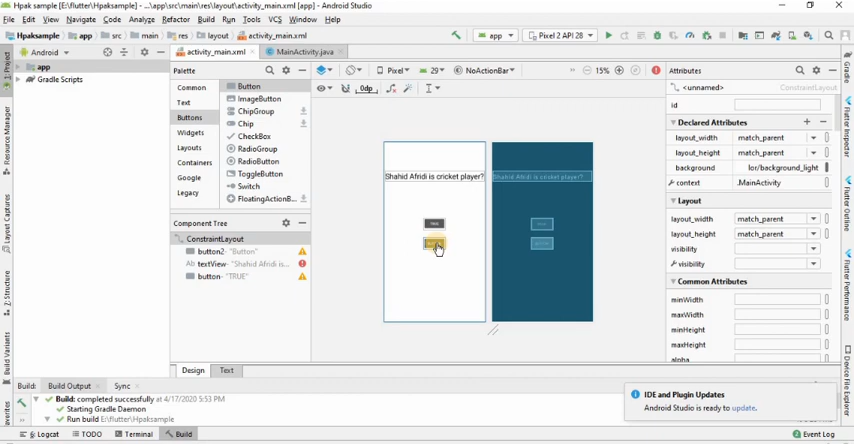 Hpak sample [E:\flutter\Hpaksample] - ...\app\src\main\res\layout\activity_main.xml [app] - Android Studio
File Edit View Navigate Code Analyze Refactor Build Run Tools VCS Window Help
Hpaksample app src main res layout activity_main.xml app Pixel 2 API 28
Android activity_main.xml MainActivity.java
1: Project
Resource Manager
Layout Captures
7: Structure
Build Variants
app
Gradle Scripts
Palette
Common
Text
Buttons
Widgets
Layouts
Containers
Google
Legacy
Button
ImageButton
ChipGroup
Chip
CheckBox
RadioGroup
RadioButton
ToggleButton
Switch
FloatingActionB...
Component Tree
ConstraintLayout
button2- "Button"
Ab textView- "Shahid Afridi is...
button- "TRUE"
Pixel 29 NoActionBar 15%
0dp
Shahid Afridi is cricket player?
Shahid Afridi is cricket player?
Design Text
Attributes
<unnamed> ConstraintLayout
id
Declared Attributes
layout_width match_parent
layout_height match_parent
background lor/background_light
context .MainActivity
Layout
layout_width match_parent
layout_height match_parent
visibility
visibility
Common Attributes
minWidth
maxWidth
minHeight
maxHeight
alpha
Gradle
Flutter Inspector
Flutter Outline
Flutter Performance
Device File Explorer
Build: Build Output Sync
Build: completed successfully at 4/17/2020 5:53 PM
Starting Gradle Daemon
Run build E:\flutter\Hpaksample
IDE and Plugin Updates
Android Studio is ready to update.
6: Logcat TODO Terminal Build
2 Event Log